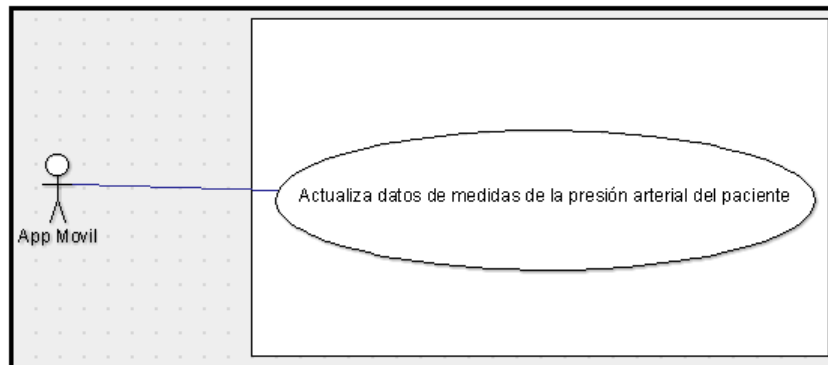 Actualiza datos de medidas de la presión arterial del paciente
App Movil